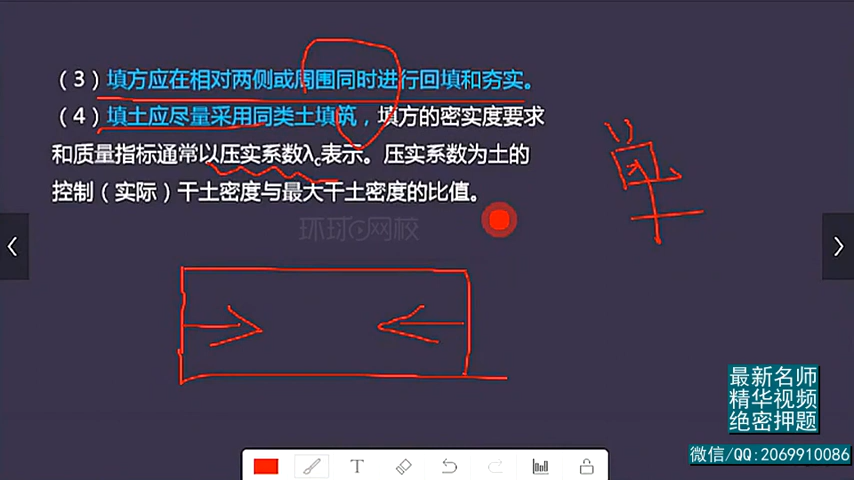 （3）填方应在相对两侧或周围同时进行回填和夯实。
（4）填土应尽量采用同类土填筑，填方的密实度要求
和质量指标通常以压实系数λc表示。压实系数为土的
控制（实际）干土密度与最大干土密度的比值。
单
环球网校
最新名师
精华视频
绝密押题
微信/QQ:2069910086
T